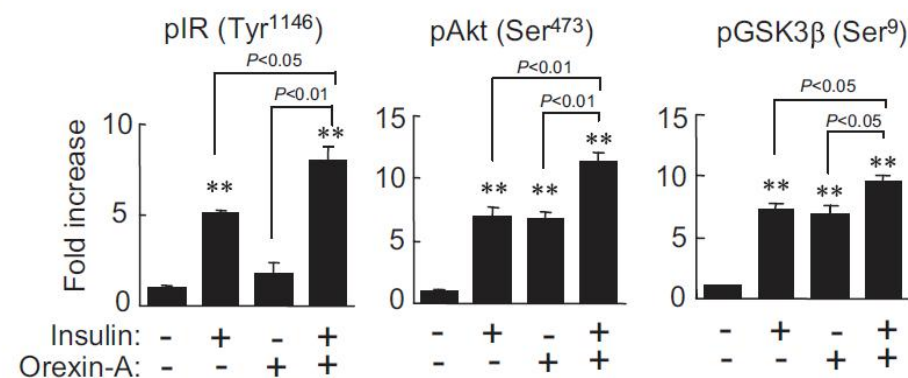 pIR (Tyr1146)
P<0.05
P<0.01
**
**
10
5
0
Fold increase
pAkt (Ser473)
P<0.01
P<0.01
**
**
**
15
10
5
0
pGSK3β (Ser9)
P<0.05
P<0.05
**
**
**
15
10
5
0
Insulin: - + - + - + - + - + - +
Orexin-A: - - + + - - + + - - + +